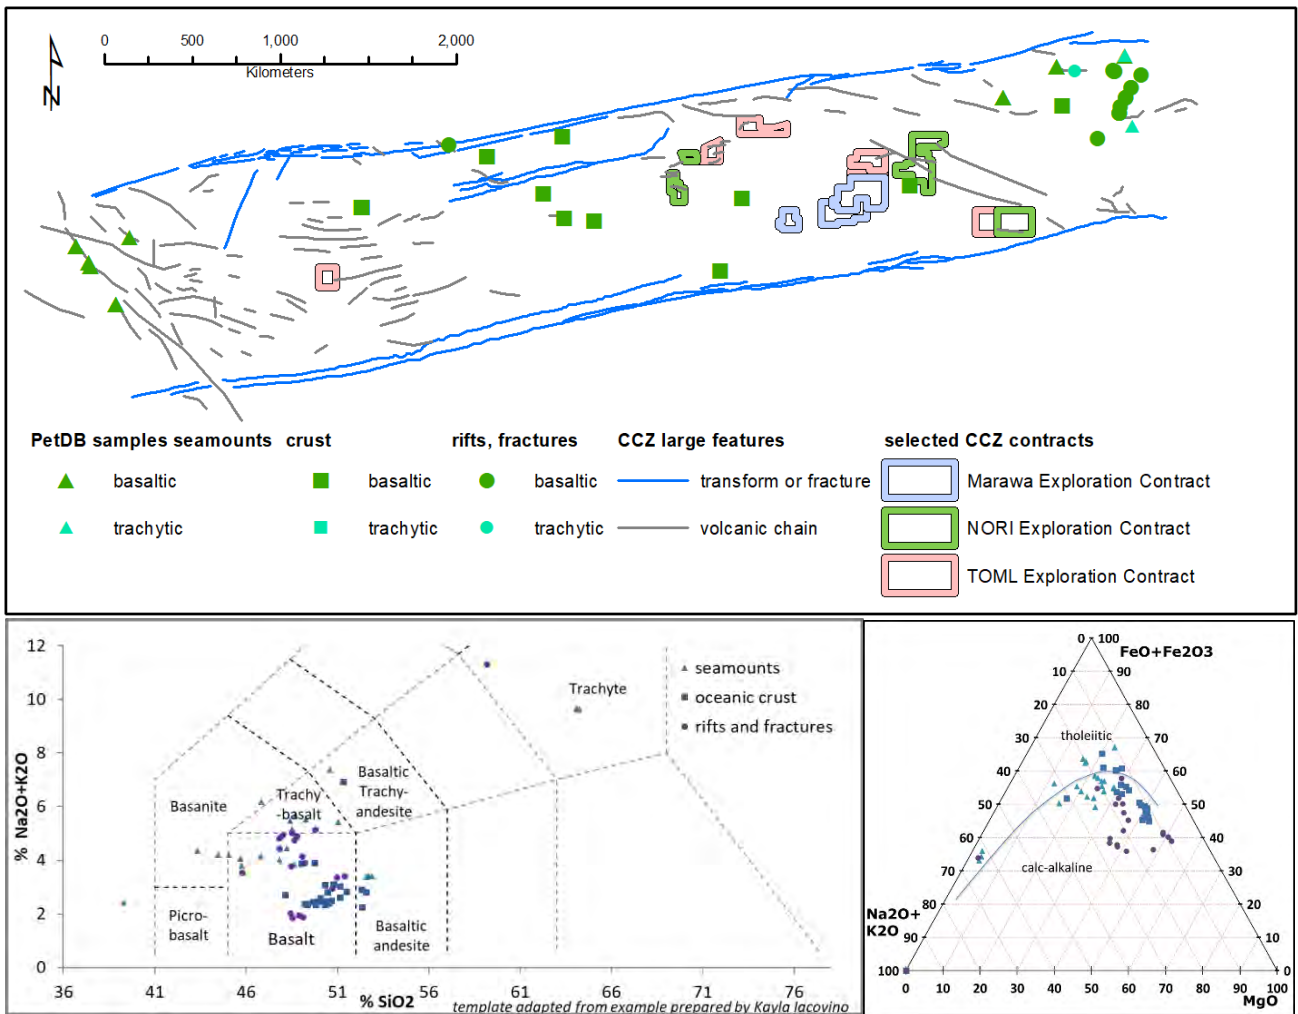 0 500 1,000 2,000
Kilometers
N
PetDB samples seamounts crust rifts, fractures CCZ large features selected CCZ contracts
basaltic basaltic basaltic transform or fracture Marawa Exploration Contract
trachytic trachytic trachytic volcanic chain NORI Exploration Contract
TOML Exploration Contract
12
10
8
6
4
2
0
% Na2O+K2O
36 41 46 51 56 61 66 71 76
% SiO2
template adapted from example prepared by Kayla Iacovino
seamounts
oceanic crust
rifts and fractures
Trachyte
Basaltic
Trachy-
andesite
Trachy
-basalt
Basanite
Picro-
basalt
Basalt
Basaltic
andesite
0 100
FeO+Fe2O3
10 90
20 80
30 70
tholeiitic
40 60
50 50
60 40
calc-alkaline
70 30
80 20
Na2O+
K2O
90 10
100 0
0 10 20 30 40 50 60 70 80 90 100
MgO